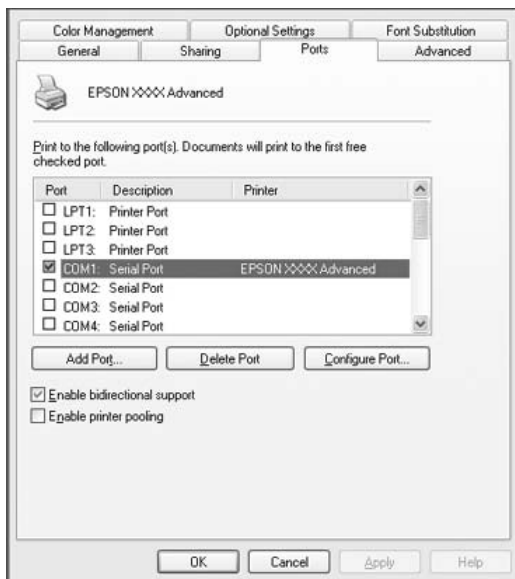 Color Management Optional Settings Font Substitution
General Sharing Ports Advanced
EPSON XXXX Advanced
Print to the following port(s). Documents will print to the first free
checked port.
Port Description Printer
LPT1: Printer Port
LPT2: Printer Port
LPT3: Printer Port
COM1: Serial Port EPSON XXXX Advanced
COM2: Serial Port
COM3: Serial Port
COM4: Serial Port
Add Port... Delete Port Configure Port...
Enable bidirectional support
Enable printer pooling
OK Cancel Apply Help